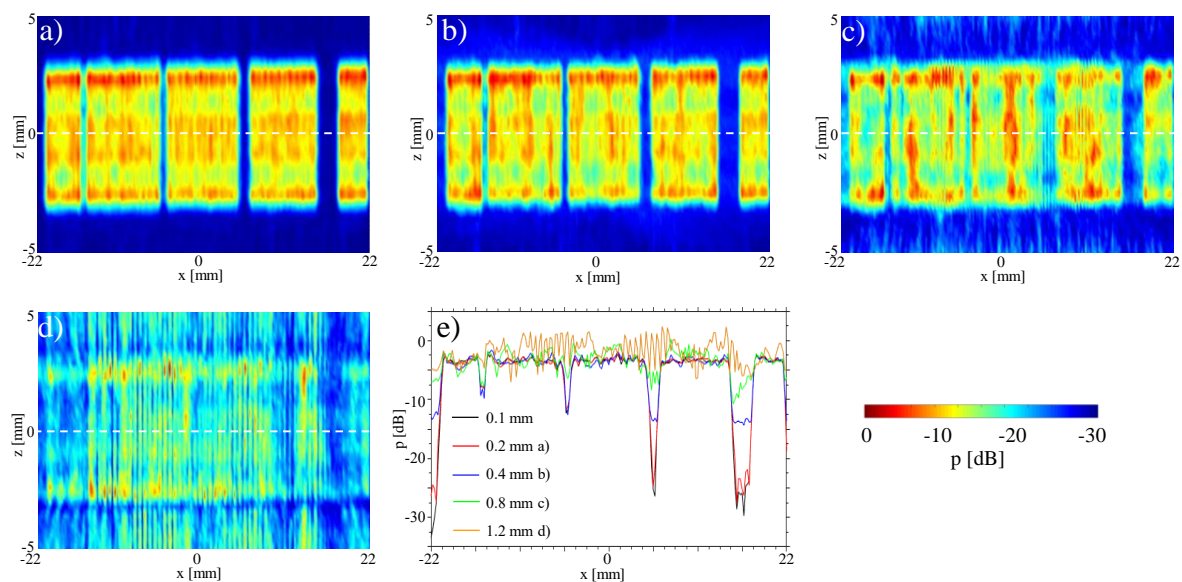 a)
5
0
-5
z [mm]
-22
0
22
x [mm]
b)
5
0
-5
z [mm]
-22
0
22
x [mm]
c)
5
0
-5
z [mm]
-22
0
22
x [mm]
d)
5
0
-5
z [mm]
-22
0
22
x [mm]
e)
0
-5
-10
-15
-20
-25
-30
p [dB]
0.1 mm
0.2 mm a)
0.4 mm b)
0.8 mm c)
1.2 mm d)
-22
0
22
x [mm]
0 -10 -20 -30
p [dB]